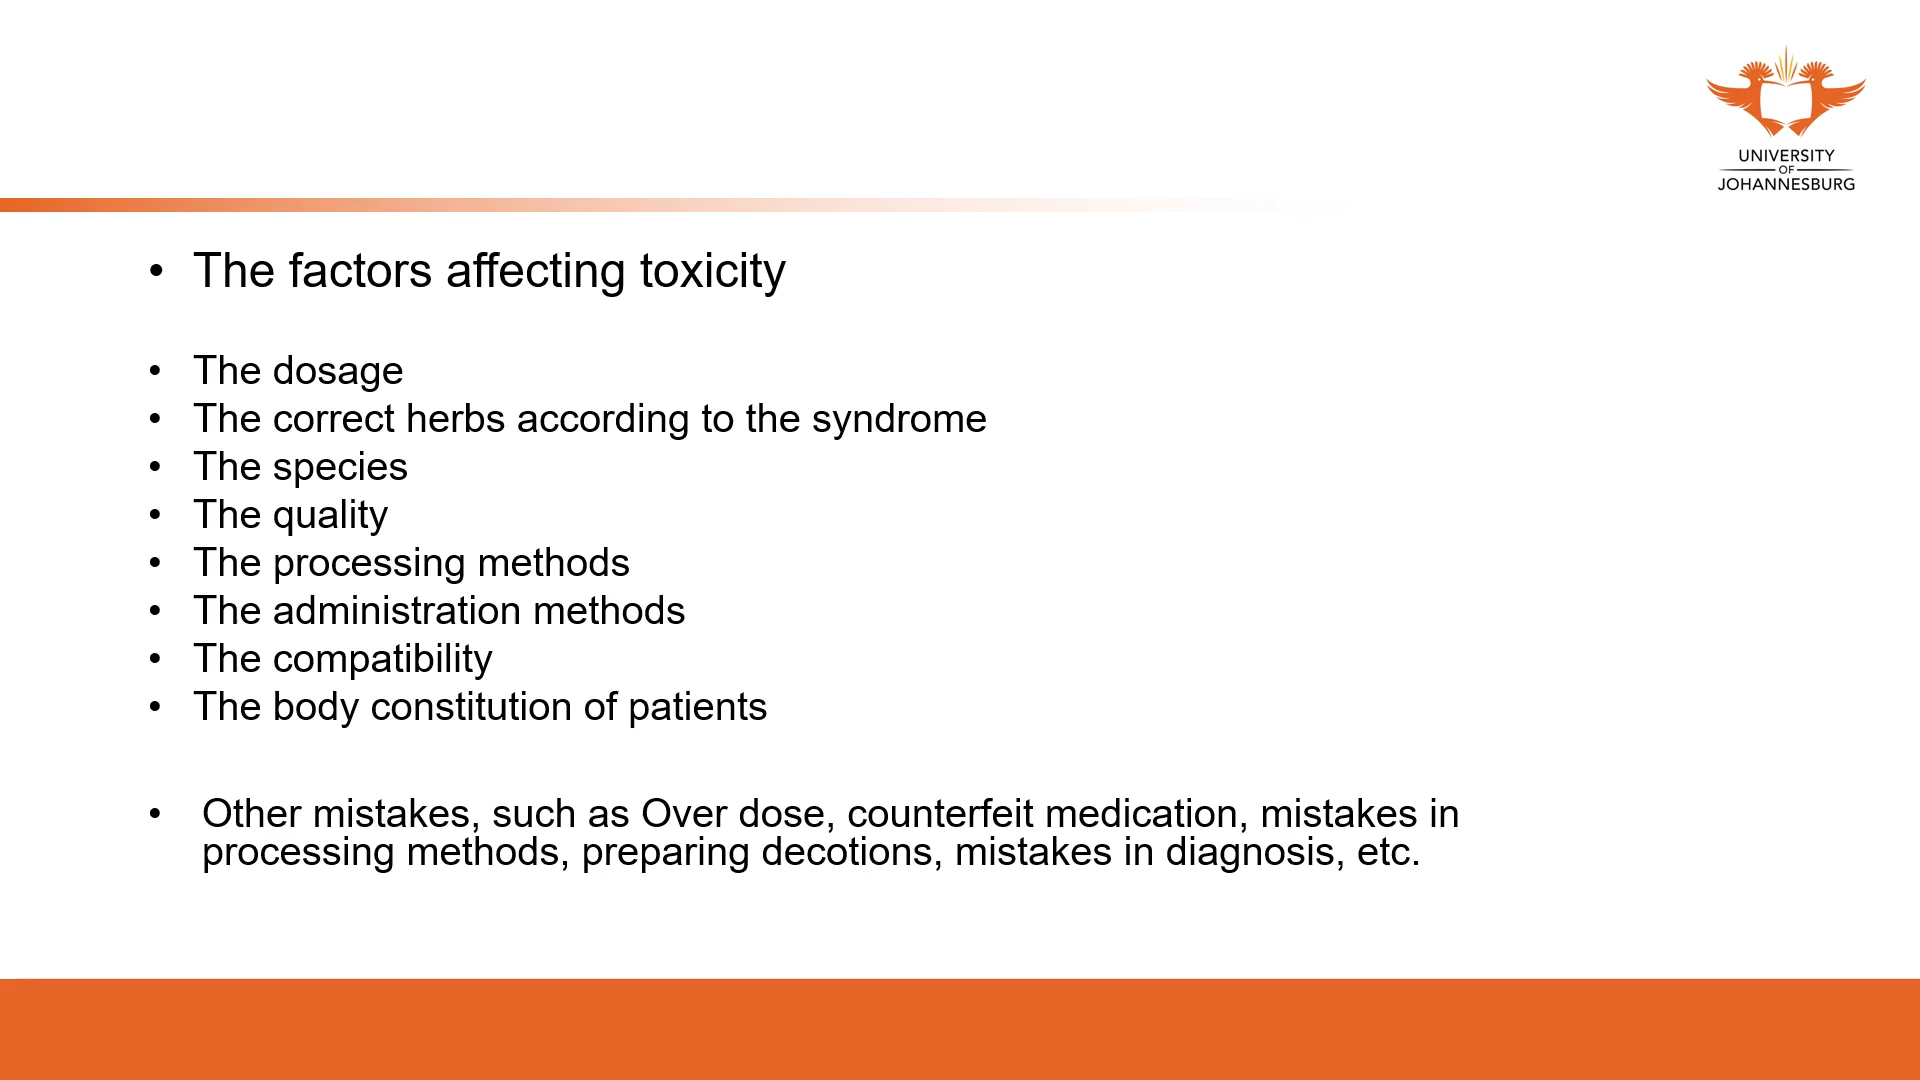 UNIVERSITY
OF
JOHANNESBURG
• The factors affecting toxicity
• The dosage
• The correct herbs according to the syndrome
• The species
• The quality
• The processing methods
• The administration methods
• The compatibility
• The body constitution of patients
• Other mistakes, such as Over dose, counterfeit medication, mistakes in
processing methods, preparing decotions, mistakes in diagnosis, etc.